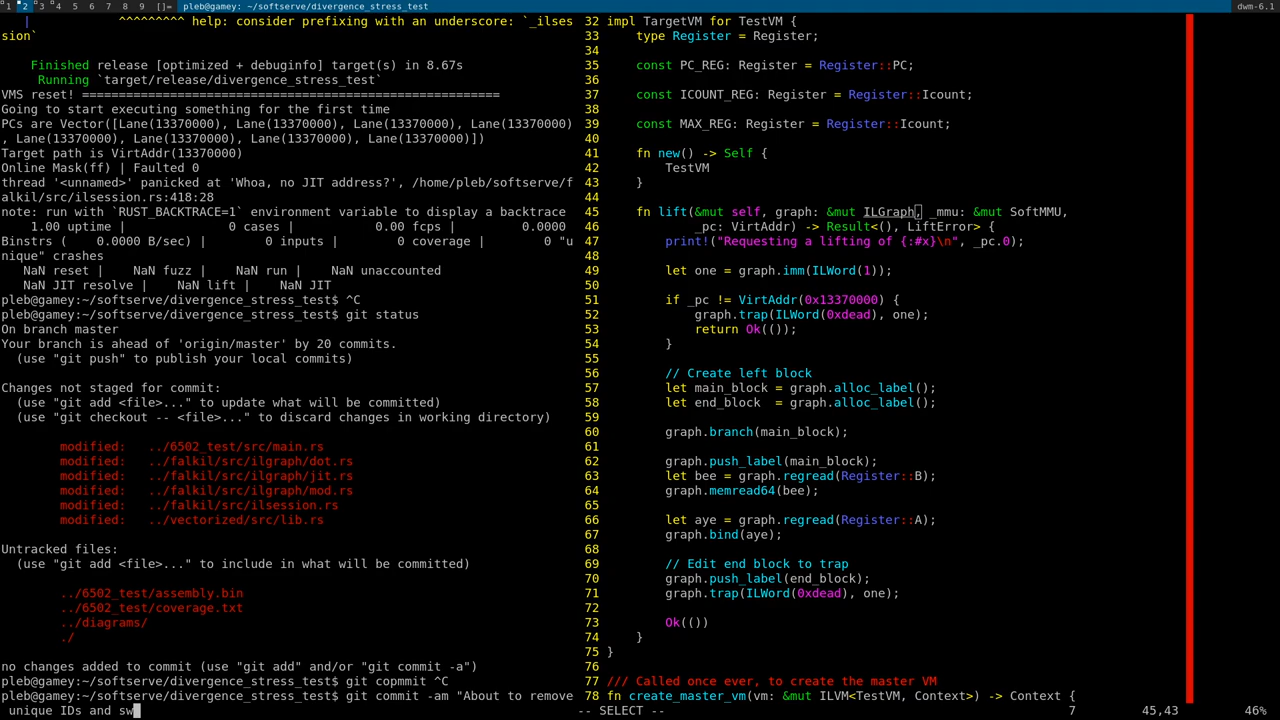 1 2 3 4 5 6 7 8 9 []= pleb@gamey: ~/softserve/divergence_stress_test dwm-6.1
| ^^^^^^^^^ help: consider prefixing with an underscore: `_ilses
sion`
Finished release [optimized + debuginfo] target(s) in 8.67s
Running `target/release/divergence_stress_test`
VMS reset! =========================================================
Going to start executing something for the first time
PCs are Vector([Lane(13370000), Lane(13370000), Lane(13370000), Lane(13370000)
, Lane(13370000), Lane(13370000), Lane(13370000), Lane(13370000)])
Target path is VirtAddr(13370000)
Online Mask(ff) | Faulted 0
thread '<unnamed>' panicked at 'Whoa, no JIT address?', /home/pleb/softserve/f
alkil/src/ilsession.rs:418:28
note: run with `RUST_BACKTRACE=1` environment variable to display a backtrace
1.00 uptime | 0 cases | 0.00 fcps | 0.0000
Binstrs ( 0.0000 B/sec) | 0 inputs | 0 coverage | 0 "u
nique" crashes
NaN reset | NaN fuzz | NaN run | NaN unaccounted
NaN JIT resolve | NaN lift | NaN JIT
pleb@gamey:~/softserve/divergence_stress_test$ ^C
pleb@gamey:~/softserve/divergence_stress_test$ git status
On branch master
Your branch is ahead of 'origin/master' by 20 commits.
(use "git push" to publish your local commits)
Changes not staged for commit:
(use "git add <file>..." to update what will be committed)
(use "git checkout -- <file>..." to discard changes in working directory)
modified: ../6502_test/src/main.rs
modified: ../falkil/src/ilgraph/dot.rs
modified: ../falkil/src/ilgraph/jit.rs
modified: ../falkil/src/ilgraph/mod.rs
modified: ../falkil/src/ilsession.rs
modified: ../vectorized/src/lib.rs
Untracked files:
(use "git add <file>..." to include in what will be committed)
../6502_test/assembly.bin
../6502_test/coverage.txt
../diagrams/
./
no changes added to commit (use "git add" and/or "git commit -a")
pleb@gamey:~/softserve/divergence_stress_test$ git copmmit ^C
pleb@gamey:~/softserve/divergence_stress_test$ git commit -am "About to remove
unique IDs and sw
32 impl TargetVM for TestVM {
33 type Register = Register;
34
35 const PC_REG: Register = Register::PC;
36
37 const ICOUNT_REG: Register = Register::Icount;
38
39 const MAX_REG: Register = Register::Icount;
40
41 fn new() -> Self {
42 TestVM
43 }
44
45 fn lift(&mut self, graph: &mut ILGraph, _mmu: &mut SoftMMU,
46 _pc: VirtAddr) -> Result<(), LiftError> {
47 print!("Requesting a lifting of {:#x}\n", _pc.0);
48
49 let one = graph.imm(ILWord(1));
50
51 if _pc != VirtAddr(0x13370000) {
52 graph.trap(ILWord(0xdead), one);
53 return Ok(());
54 }
55
56 // Create left block
57 let main_block = graph.alloc_label();
58 let end_block = graph.alloc_label();
59
60 graph.branch(main_block);
61
62 graph.push_label(main_block);
63 let bee = graph.regread(Register::B);
64 graph.memread64(bee);
65
66 let aye = graph.regread(Register::A);
67 graph.bind(aye);
68
69 // Edit end block to trap
70 graph.push_label(end_block);
71 graph.trap(ILWord(0xdead), one);
72
73 Ok(())
74 }
75 }
76
77 /// Called once ever, to create the master VM
78 fn create_master_vm(vm: &mut ILVM<TestVM, Context>) -> Context {
-- SELECT -- 7 45,43 46%